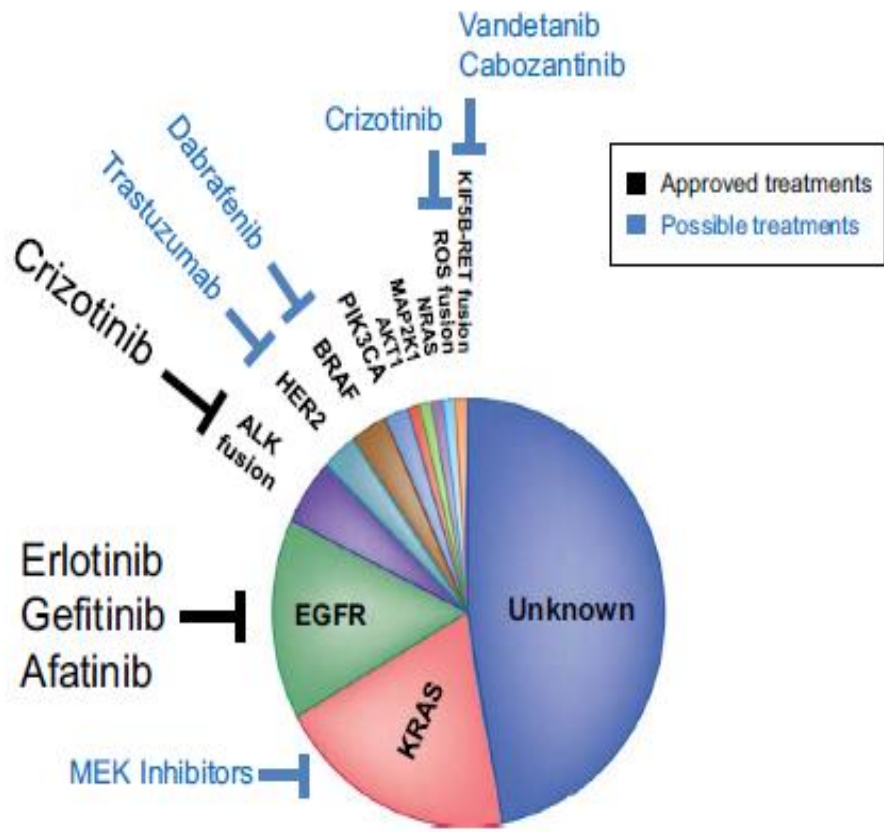 Vandetanib
Cabozantinib
Crizotinib
Dabrafenib
Trastuzumab
Crizotinib
Approved treatments
Possible treatments
KIF5B-RET fusion
ROS fusion
NRAS
MAP2K1
AKT1
PIK3CA
BRAF
HER2
ALK
fusion
Erlotinib
Gefitinib
Afatinib
EGFR
Unknown
KRAS
MEK Inhibitors